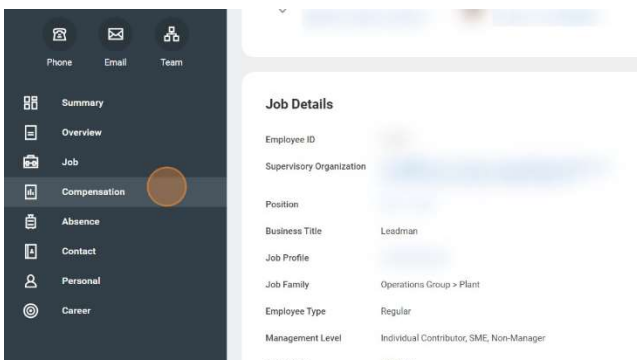 Phone Email Team
Summary
Overview
Job
Compensation
Absence
Contact
Personal
Career
Job Details
Employee ID
Supervisory Organization
Position
Business Title Leadman
Job Profile
Job Family Operations Group > Plant
Employee Type Regular
Management Level Individual Contributor, SME, Non-Manager